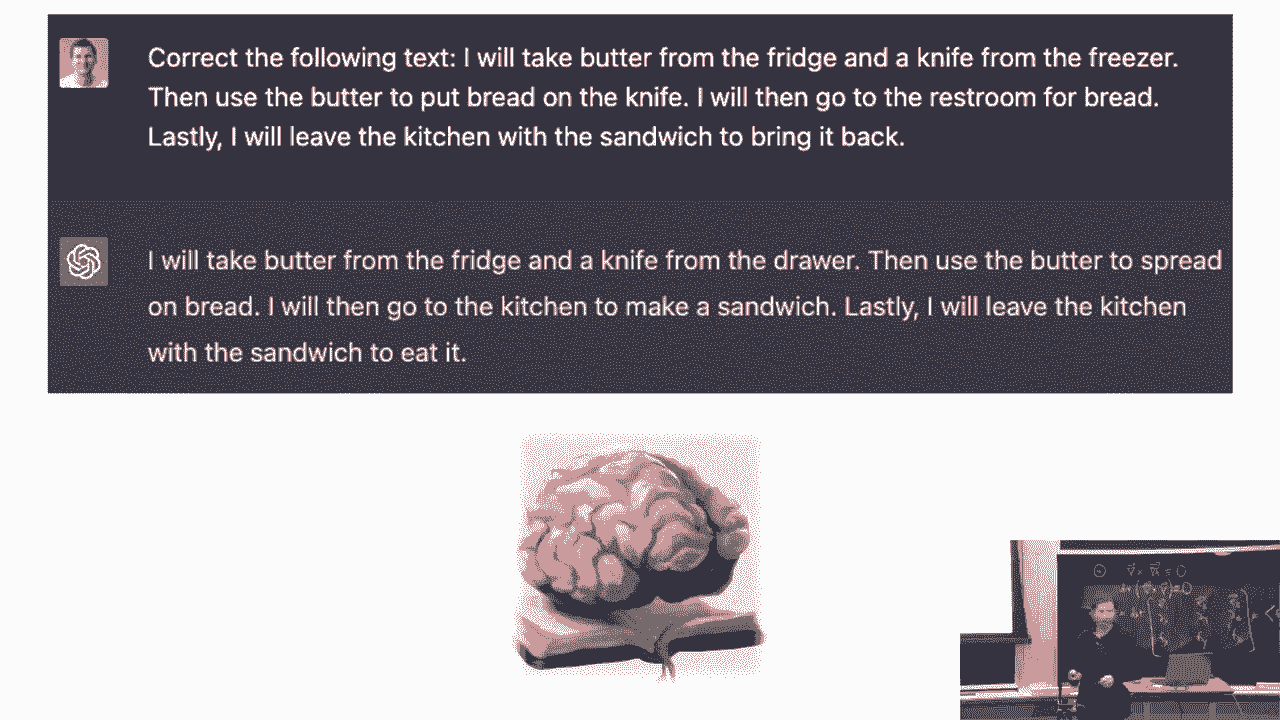 Correct the following text: I will take butter from the fridge and a knife from the freezer.
Then use the butter to put bread on the knife. I will then go to the restroom for bread.
Lastly, I will leave the kitchen with the sandwich to bring it back.
I will take butter from the fridge and a knife from the drawer. Then use the butter to spread
on bread. I will then go to the kitchen to make a sandwich. Lastly, I will leave the kitchen
with the sandwich to eat it.